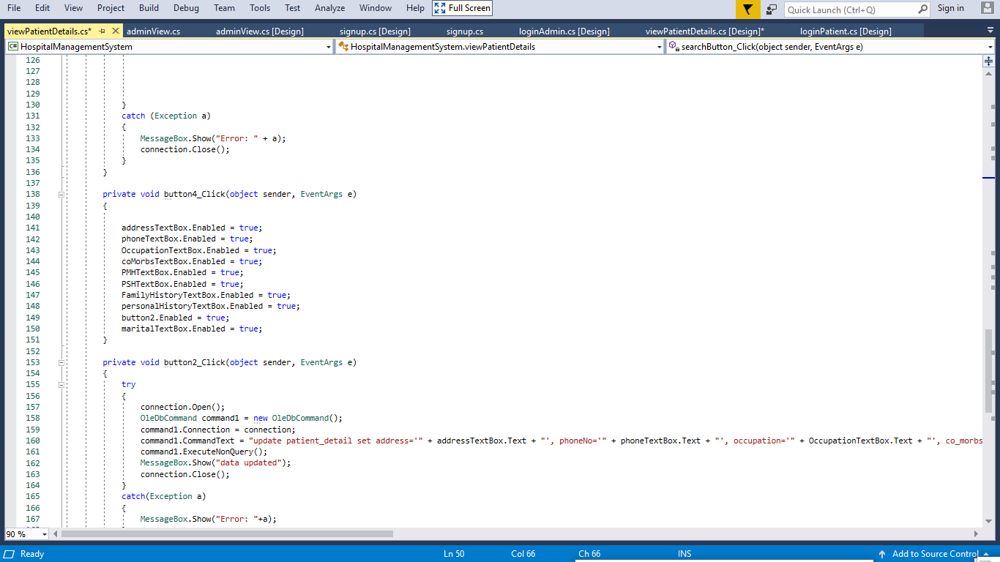 File Edit View Project Build Debug Team Tools Test Analyze Window Help Full Screen Quick Launch (Ctrl+Q) Sign in
viewPatientDetails.cs* adminView.cs adminView.cs [Design] signup.cs [Design] signup.cs loginAdmin.cs [Design] viewPatientDetails.cs [Design]* loginPatient.cs [Design]
C# HospitalManagementSystem HospitalManagementSystem.viewPatientDetails searchButton_Click(object sender, EventArgs e)
126
127
128
129
130 }
131 catch (Exception a)
132 {
133 MessageBox.Show("Error: " + a);
134 connection.Close();
135 }
136 }
137
138 private void button4_Click(object sender, EventArgs e)
139 {
140
141 addressTextBox.Enabled = true;
142 phoneTextBox.Enabled = true;
143 OccupationTextBox.Enabled = true;
144 coMorbsTextBox.Enabled = true;
145 PMHTextBox.Enabled = true;
146 PSHTextBox.Enabled = true;
147 FamilyHistoryTextBox.Enabled = true;
148 personalHistoryTextBox.Enabled = true;
149 button2.Enabled = true;
150 maritalTextBox.Enabled = true;
151 }
152
153 private void button2_Click(object sender, EventArgs e)
154 {
155 try
156 {
157 connection.Open();
158 OleDbCommand command1 = new OleDbCommand();
159 command1.Connection = connection;
160 command1.CommandText = "update patient_detail set address='" + addressTextBox.Text + "', phoneNo='" + phoneTextBox.Text + "', occupation='" + OccupationTextBox.Text + "', co_morbs
161 command1.ExecuteNonQuery();
162 MessageBox.Show("data updated");
163 connection.Close();
164 }
165 catch(Exception a)
166 {
167 MessageBox.Show("Error: "+a);
90 %
Ready Ln 50 Col 66 Ch 66 INS Add to Source Control